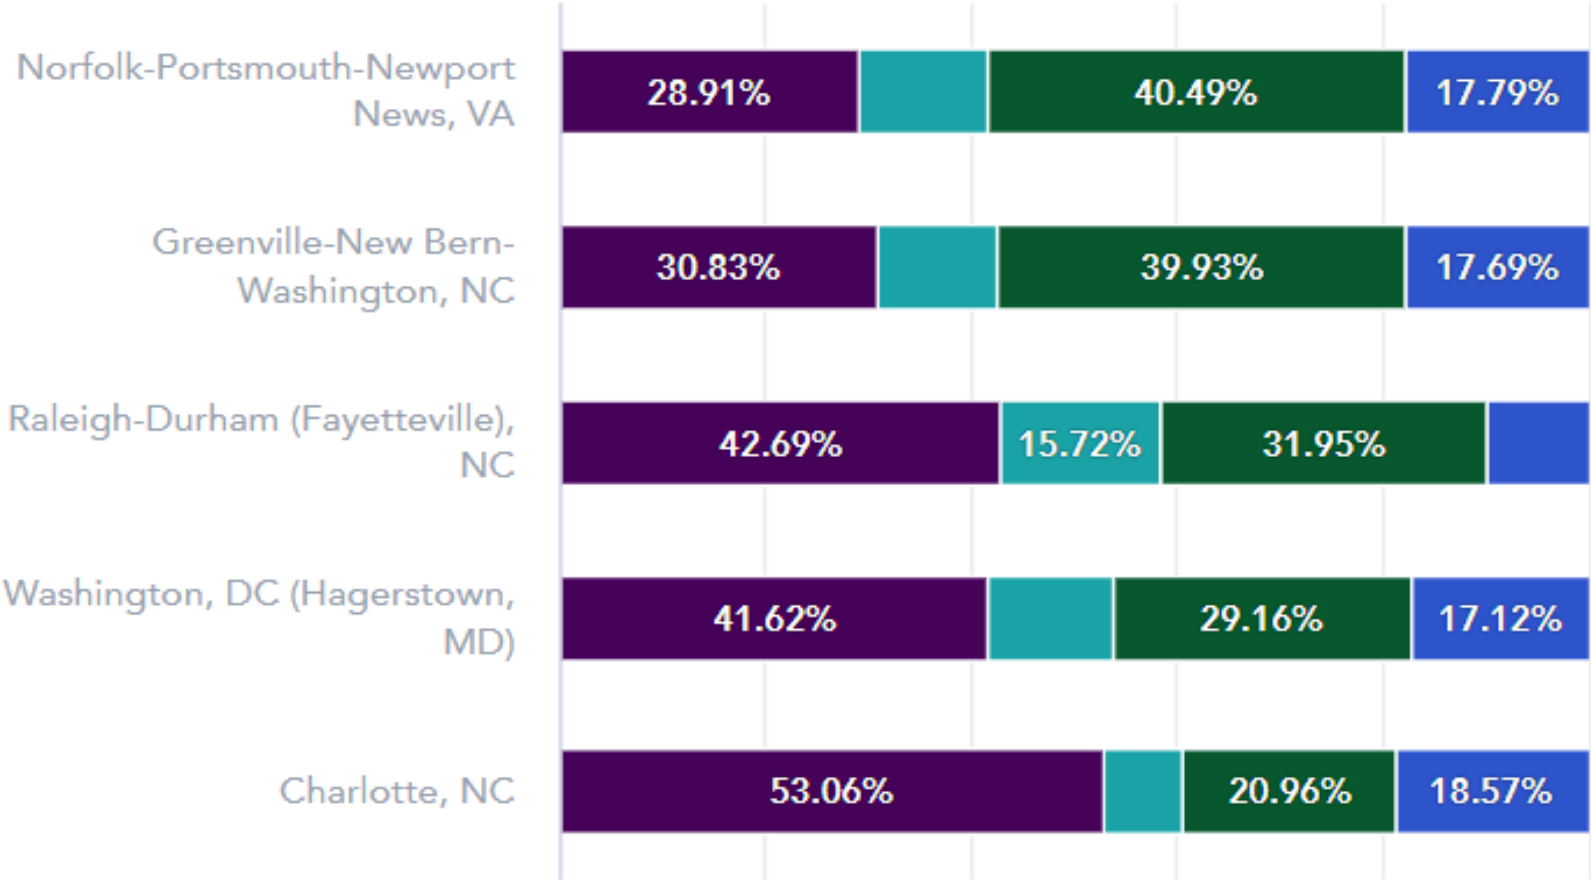 Norfolk-Portsmouth-Newport
News, VA
28.91% 40.49% 17.79%
Greenville-New Bern-
Washington, NC
30.83% 39.93% 17.69%
Raleigh-Durham (Fayetteville),
NC
42.69% 15.72% 31.95%
Washington, DC (Hagerstown,
MD)
41.62% 29.16% 17.12%
Charlotte, NC
53.06% 20.96% 18.57%